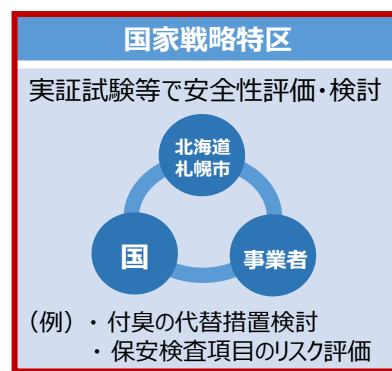 国家戦略特区
実証試験等で安全性評価・検討
北海道
札幌市
国
事業者
（例）・付臭の代替措置検討
・保安検査項目のリスク評価